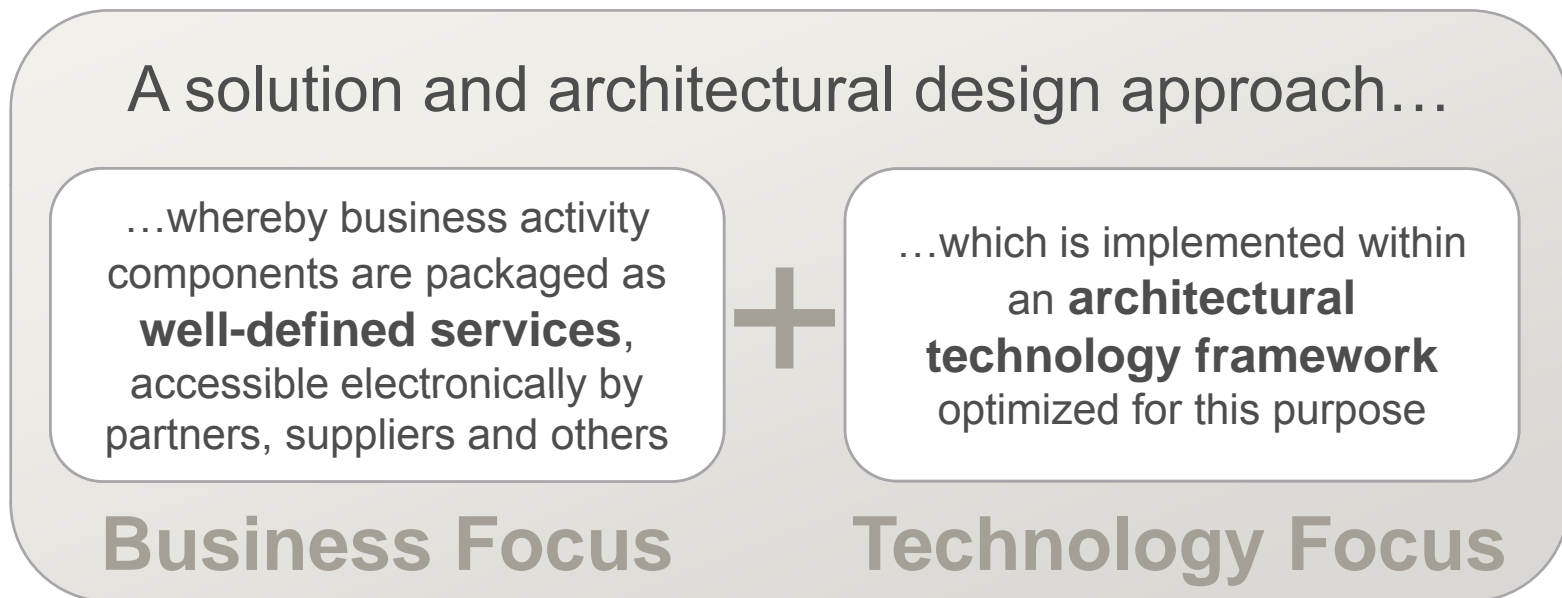 A solution and architectural design approach…
…whereby business activity
components are packaged as
well-defined services,
accessible electronically by
partners, suppliers and others
+
…which is implemented within
an architectural
technology framework
optimized for this purpose
Business Focus
Technology Focus